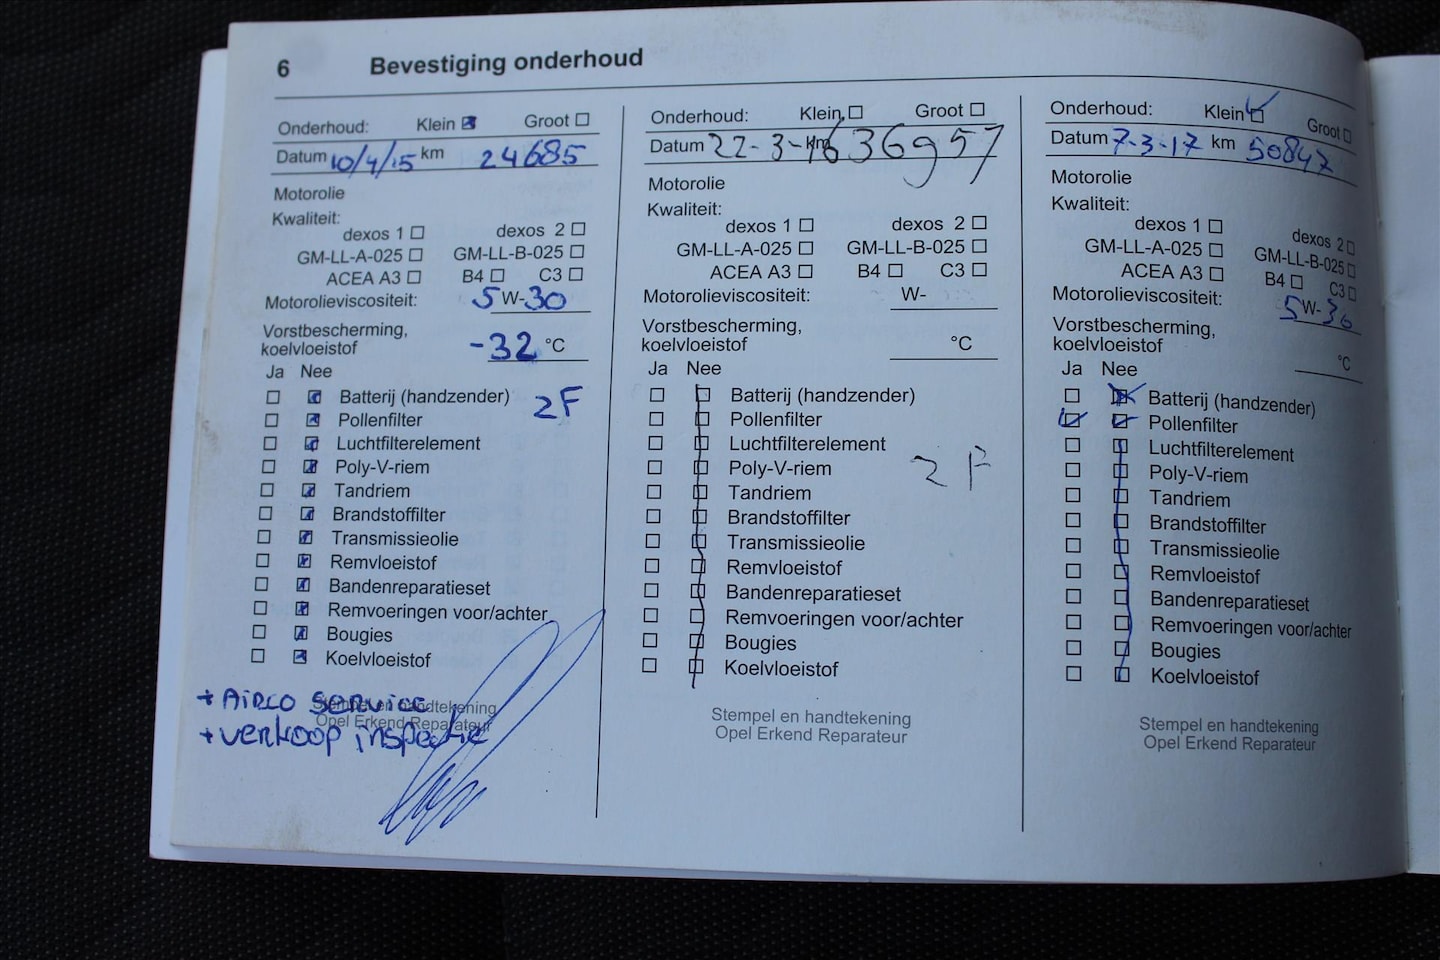 6 Bevestiging onderhoud
Onderhoud: Klein Groot
Datum 10/4/15 km 24685
Motorolie
Kwaliteit:
dexos 1 dexos 2
GM-LL-A-025 GM-LL-B-025
ACEA A3 B4 C3
Motorolieviscositeit: 5W-30
Vorstbescherming,
koelvloeistof -32 °C
Ja Nee
Batterij (handzender)
2F
Pollenfilter
Luchtfilterelement
Poly-V-riem
Tandriem
Brandstoffilter
Transmissieolie
Remvloeistof
Bandenreparatieset
Remvoeringen voor/achter
Bougies
Koelvloeistof
+ Airco service
Stempel en handtekening
Opel Erkend Reparateur
+ verkoop inspectie
Onderhoud: Klein Groot
Datum 22-3-16 km 36957
Motorolie
Kwaliteit:
dexos 1 dexos 2
GM-LL-A-025 GM-LL-B-025
ACEA A3 B4 C3
Motorolieviscositeit: W-
Vorstbescherming,
koelvloeistof °C
Ja Nee
Batterij (handzender)
Pollenfilter
Luchtfilterelement
Poly-V-riem
2 F
Tandriem
Brandstoffilter
Transmissieolie
Remvloeistof
Bandenreparatieset
Remvoeringen voor/achter
Bougies
Koelvloeistof
Stempel en handtekening
Opel Erkend Reparateur
Onderhoud: Klein Groot
Datum 7-3-17 km 50847
Motorolie
Kwaliteit:
dexos 1 dexos 2
GM-LL-A-025 GM-LL-B-025
ACEA A3 B4 C3
Motorolieviscositeit: 5W-30
Vorstbescherming,
koelvloeistof °C
Ja Nee
Batterij (handzender)
Pollenfilter
Luchtfilterelement
Poly-V-riem
Tandriem
Brandstoffilter
Transmissieolie
Remvloeistof
Bandenreparatieset
Remvoeringen voor/achter
Bougies
Koelvloeistof
Stempel en handtekening
Opel Erkend Reparateur